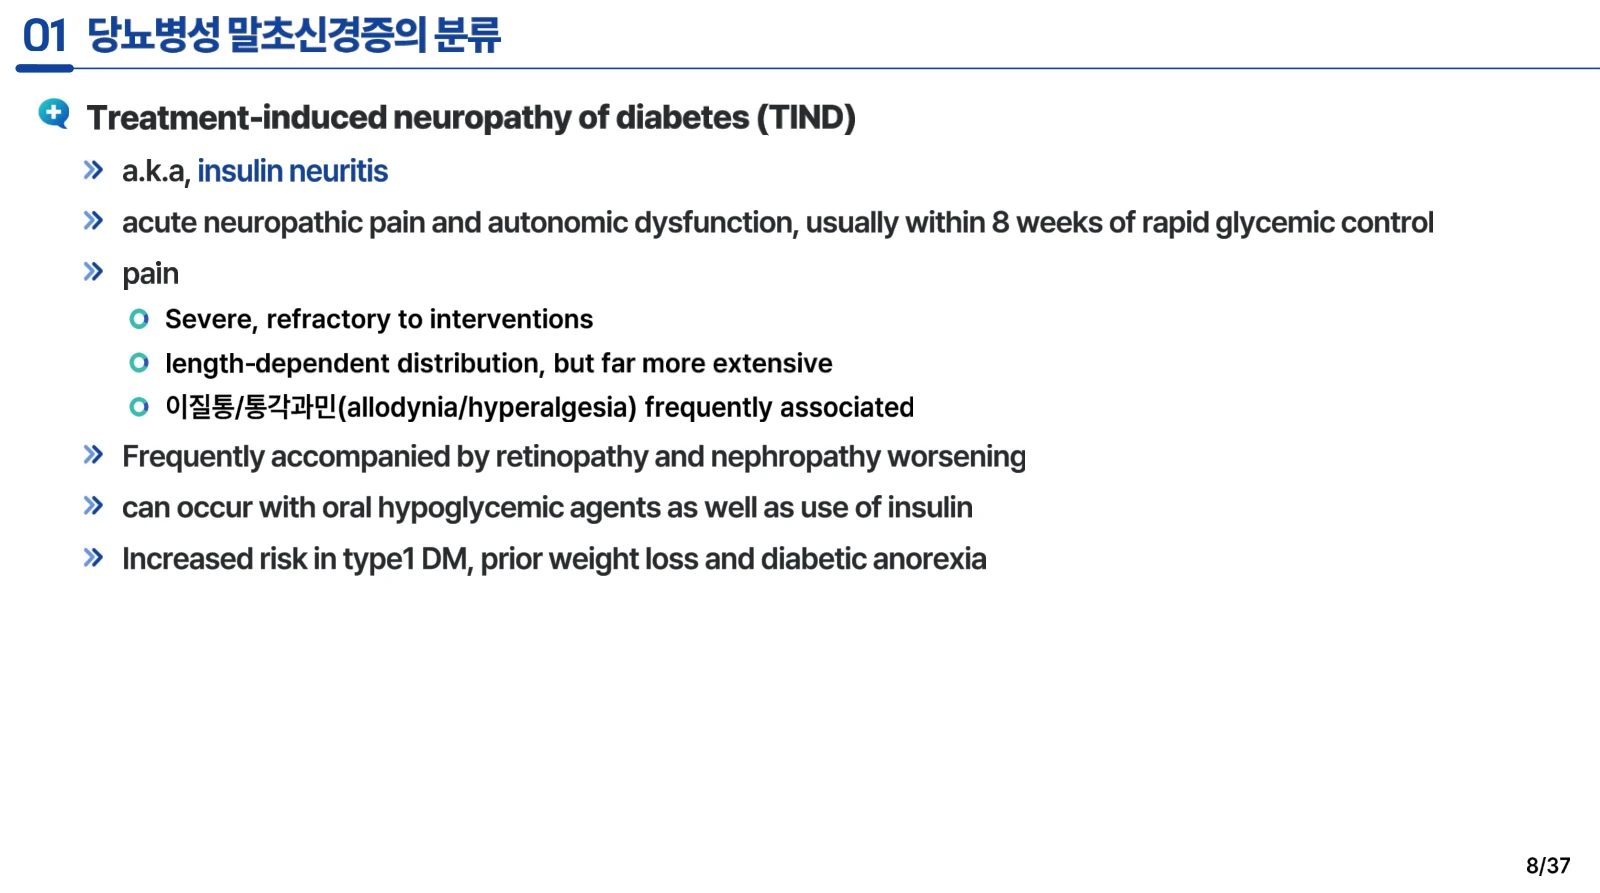 01 당뇨병성 말초신경증의 분류
Treatment-induced neuropathy of diabetes (TIND)
a.k.a, insulin neuritis
acute neuropathic pain and autonomic dysfunction, usually within 8 weeks of rapid glycemic control
pain
Severe, refractory to interventions
length-dependent distribution, but far more extensive
이질통/통각과민(allodynia/hyperalgesia) frequently associated
Frequently accompanied by retinopathy and nephropathy worsening
can occur with oral hypoglycemic agents as well as use of insulin
Increased risk in type1 DM, prior weight loss and diabetic anorexia
8/37